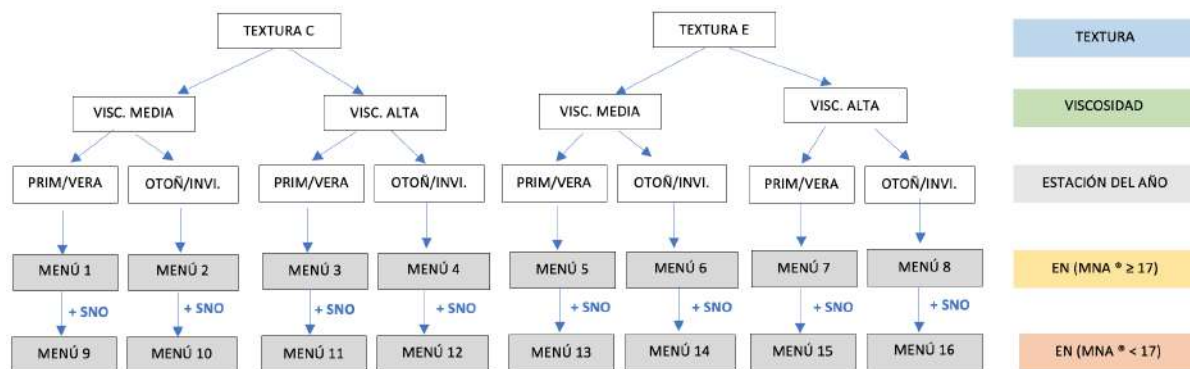 TEXTURA C
TEXTURA E
TEXTURA
VISC. MEDIA
VISC. ALTA
VISC. MEDIA
VISC. ALTA
VISCOSIDAD
PRIM/VERA
OTOÑ/INVI.
PRIM/VERA
OTOÑ/INVI.
PRIM/VERA
OTOÑ/INVI.
PRIM/VERA
OTOÑ/INVI.
ESTACIÓN DEL AÑO
MENÚ 1
MENÚ 2
MENÚ 3
MENÚ 4
MENÚ 5
MENÚ 6
MENÚ 7
MENÚ 8
EN (MNA ® ≥ 17)
+ SNO
+ SNO
+ SNO
+ SNO
+ SNO
+ SNO
+ SNO
+ SNO
MENÚ 9
MENÚ 10
MENÚ 11
MENÚ 12
MENÚ 13
MENÚ 14
MENÚ 15
MENÚ 16
EN (MNA ® < 17)